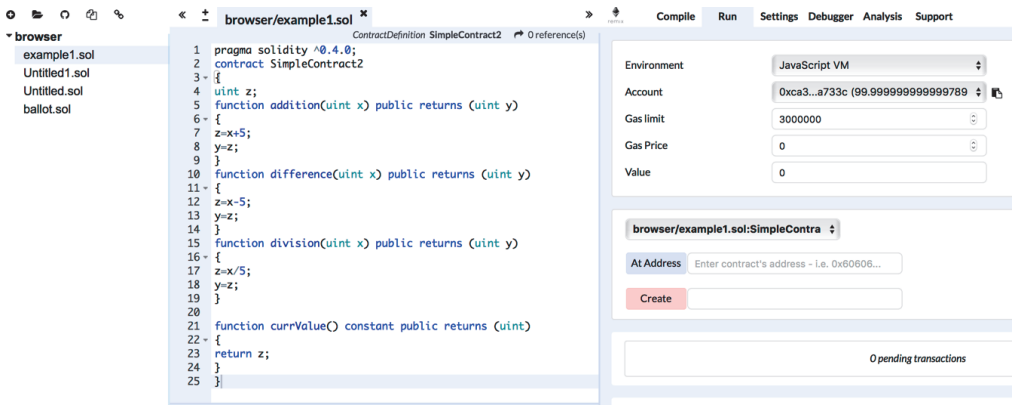 browser/example1.sol
Compile Run Settings Debugger Analysis Support
browser
example1.sol
Untitled1.sol
Untitled.sol
ballot.sol
ContractDefinition SimpleContract2 0 reference(s)
1 pragma solidity ^0.4.0;
2 contract SimpleContract2
3 {
4 uint z;
5 function addition(uint x) public returns (uint y)
6 {
7 z=x+5;
8 y=z;
9 }
10 function difference(uint x) public returns (uint y)
11 {
12 z=x-5;
13 y=z;
14 }
15 function division(uint x) public returns (uint y)
16 {
17 z=x/5;
18 y=z;
19 }
20
21 function currValue() constant public returns (uint)
22 {
23 return z;
24 }
25 }
Environment JavaScript VM
Account 0xca3...a733c (99.999999999999789
Gas limit 3000000
Gas Price 0
Value 0
browser/example1.sol:SimpleContra
At Address Enter contract's address - i.e. 0x60606...
Create
0 pending transactions